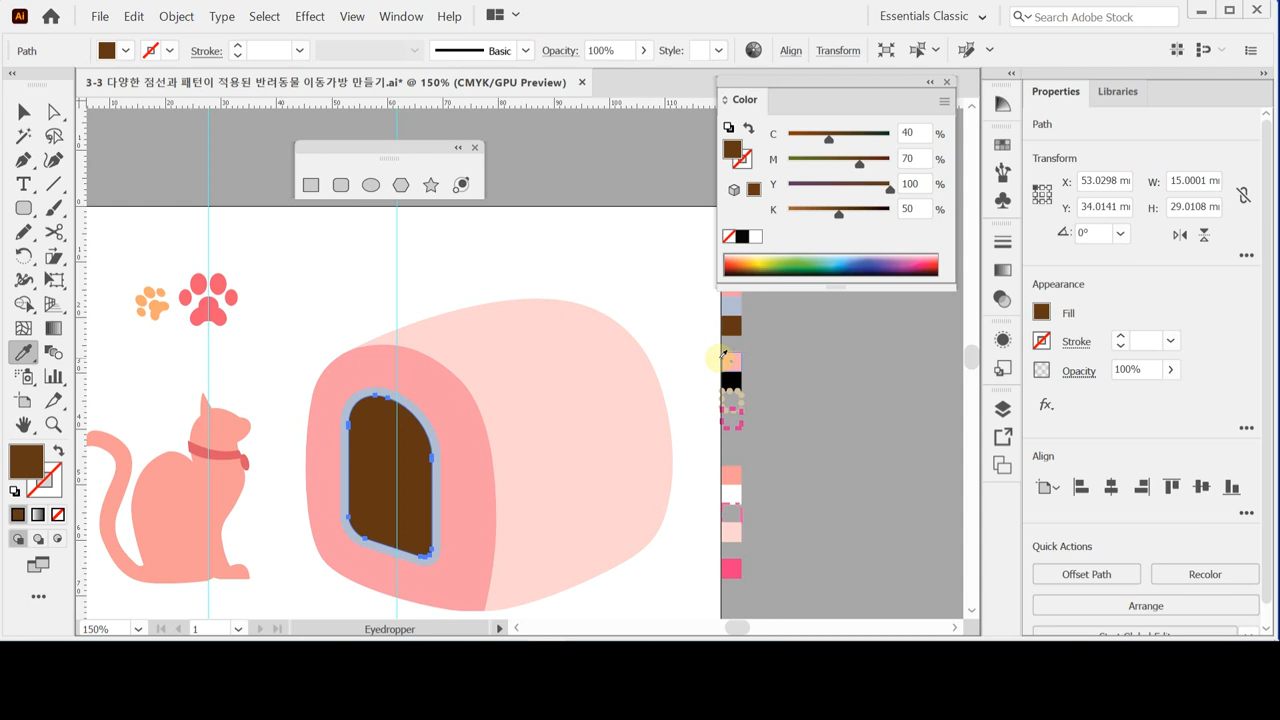 Ai File Edit Object Type Select Effect View Window Help Essentials Classic Search Adobe Stock
Path Stroke: Basic Opacity: 100% Style: Align Transform
3-3 다양한 점선과 패턴이 적용된 반려동물 이동가방 만들기.ai* @ 150% (CMYK/GPU Preview)
Color
C 40 %
M 70 %
Y 100 %
K 50 %
Properties Libraries
Path
Transform
X: 53.0298 mi W: 15.0001 mi
Y: 34.0141 mi H: 29.0108 mi
0°
Appearance
Fill
Stroke
Opacity 100%
fx
Align
Quick Actions
Offset Path Recolor
Arrange
150% 1 Eyedropper